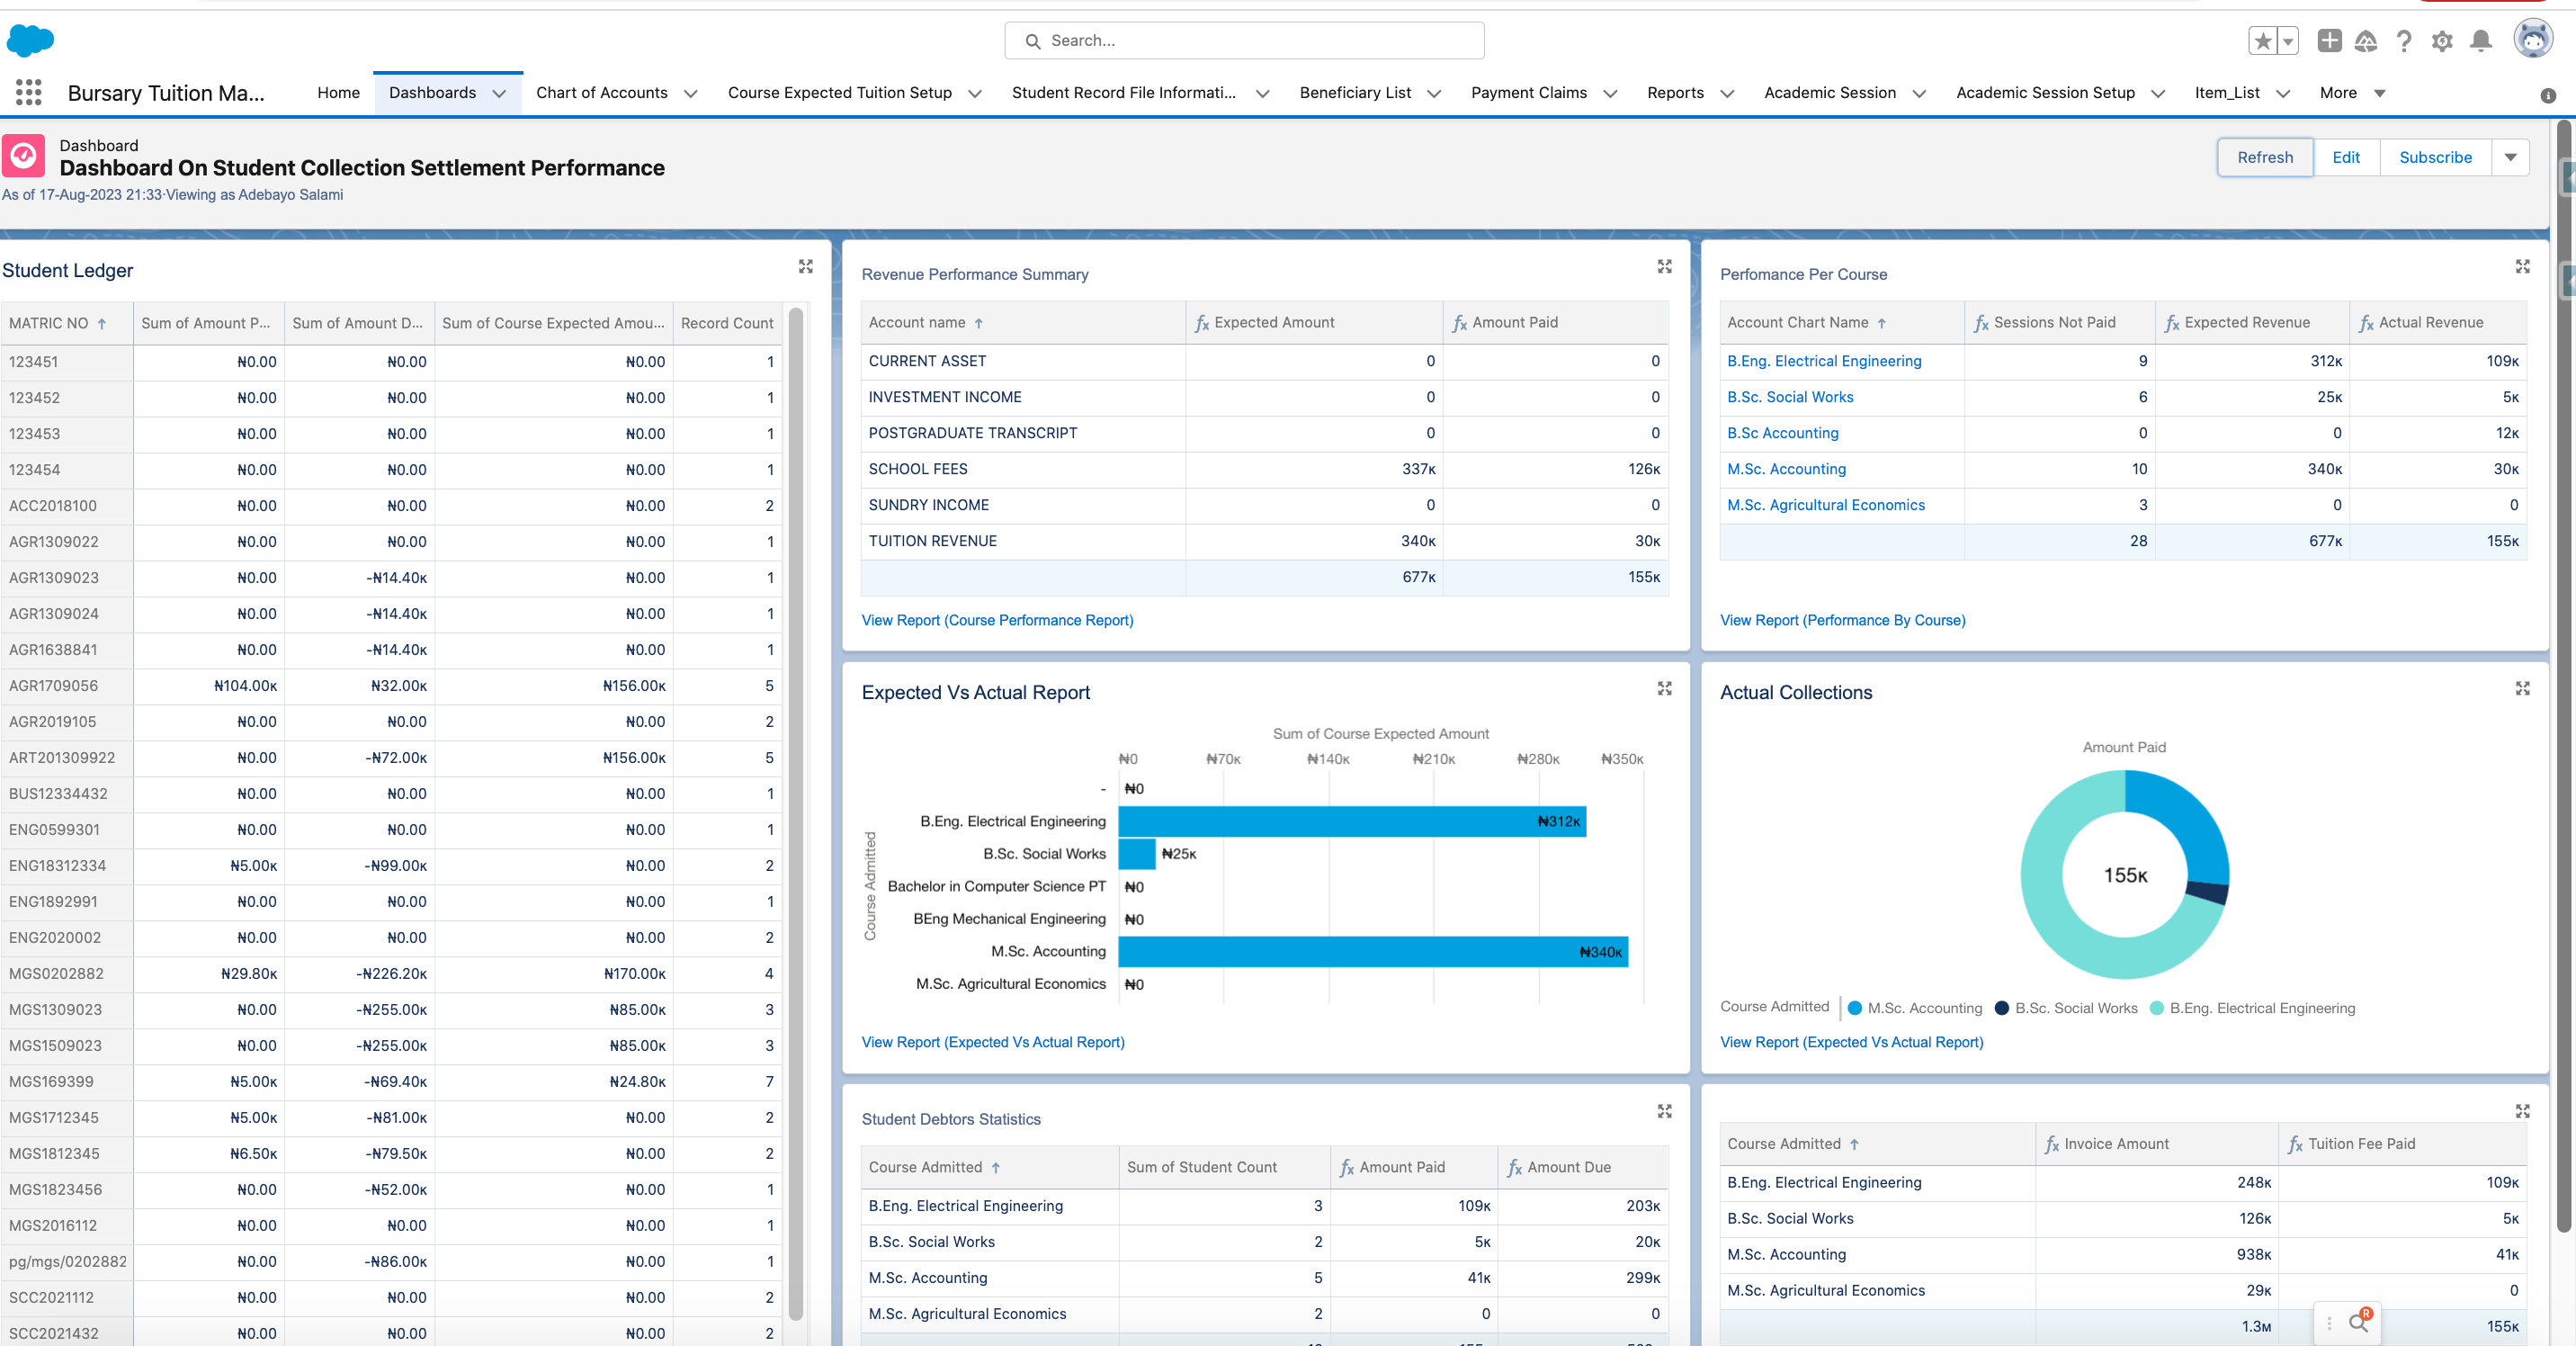 Search...
Bursary Tuition Ma... Home Dashboards Chart of Accounts Course Expected Tuition Setup Student Record File Informati... Beneficiary List Payment Claims Reports Academic Session Academic Session Setup Item_List More
Dashboard
Dashboard On Student Collection Settlement Performance
As of 17-Aug-2023 21:33·Viewing as Adebayo Salami
Refresh Edit Subscribe
Student Ledger
MATRIC NO ↑ Sum of Amount P... Sum of Amount D... Sum of Course Expected Amou... Record Count
123451 ₦0.00 ₦0.00 ₦0.00 1
123452 ₦0.00 ₦0.00 ₦0.00 1
123453 ₦0.00 ₦0.00 ₦0.00 1
123454 ₦0.00 ₦0.00 ₦0.00 1
ACC2018100 ₦0.00 ₦0.00 ₦0.00 2
AGR1309022 ₦0.00 ₦0.00 ₦0.00 1
AGR1309023 ₦0.00 -₦14.40K ₦0.00 1
AGR1309024 ₦0.00 -₦14.40K ₦0.00 1
AGR1638841 ₦0.00 -₦14.40K ₦0.00 1
AGR1709056 ₦104.00K ₦32.00K ₦156.00K 5
AGR2019105 ₦0.00 ₦0.00 ₦0.00 2
ART201309922 ₦0.00 -₦72.00K ₦156.00K 5
BUS12334432 ₦0.00 ₦0.00 ₦0.00 1
ENG0599301 ₦0.00 ₦0.00 ₦0.00 1
ENG18312334 ₦5.00K -₦99.00K ₦0.00 2
ENG1892991 ₦0.00 ₦0.00 ₦0.00 1
ENG2020002 ₦0.00 ₦0.00 ₦0.00 2
MGS0202882 ₦29.80K -₦226.20K ₦170.00K 4
MGS1309023 ₦0.00 -₦255.00K ₦85.00K 3
MGS1509023 ₦0.00 -₦255.00K ₦85.00K 3
MGS169399 ₦5.00K -₦69.40K ₦24.80K 7
MGS1712345 ₦5.00K -₦81.00K ₦0.00 2
MGS1812345 ₦6.50K -₦79.50K ₦0.00 2
MGS1823456 ₦0.00 -₦52.00K ₦0.00 1
MGS2016112 ₦0.00 ₦0.00 ₦0.00 1
pg/mgs/0202882 ₦0.00 -₦86.00K ₦0.00 1
SCC2021112 ₦0.00 ₦0.00 ₦0.00 2
SCC2021432 ₦0.00 ₦0.00 ₦0.00 2
Revenue Performance Summary
Account name ↑ fx Expected Amount fx Amount Paid
CURRENT ASSET 0 0
INVESTMENT INCOME 0 0
POSTGRADUATE TRANSCRIPT 0 0
SCHOOL FEES 337K 126K
SUNDRY INCOME 0 0
TUITION REVENUE 340K 30K
677K 155K
View Report (Course Performance Report)
Perfomance Per Course
Account Chart Name ↑ fx Sessions Not Paid fx Expected Revenue fx Actual Revenue
B.Eng. Electrical Engineering 9 312K 109K
B.Sc. Social Works 6 25K 5K
B.Sc Accounting 0 0 12K
M.Sc. Accounting 10 340K 30K
M.Sc. Agricultural Economics 3 0 0
28 677K 155K
View Report (Performance By Course)
Expected Vs Actual Report
Sum of Course Expected Amount
₦0 ₦70K ₦140K ₦210K ₦280K ₦350K
Course Admitted
- ₦0
B.Eng. Electrical Engineering ₦312K
B.Sc. Social Works ₦25K
Bachelor in Computer Science PT ₦0
BEng Mechanical Engineering ₦0
M.Sc. Accounting ₦340K
M.Sc. Agricultural Economics ₦0
View Report (Expected Vs Actual Report)
Actual Collections
Amount Paid
155K
Course Admitted M.Sc. Accounting B.Sc. Social Works B.Eng. Electrical Engineering
View Report (Expected Vs Actual Report)
Student Debtors Statistics
Course Admitted ↑ Sum of Student Count fx Amount Paid fx Amount Due
B.Eng. Electrical Engineering 3 109K 203K
B.Sc. Social Works 2 5K 20K
M.Sc. Accounting 5 41K 299K
M.Sc. Agricultural Economics 2 0 0
Course Admitted ↑ fx Invoice Amount fx Tuition Fee Paid
B.Eng. Electrical Engineering 248K 109K
B.Sc. Social Works 126K 5K
M.Sc. Accounting 938K 41K
M.Sc. Agricultural Economics 29K 0
1.3M 155K
R